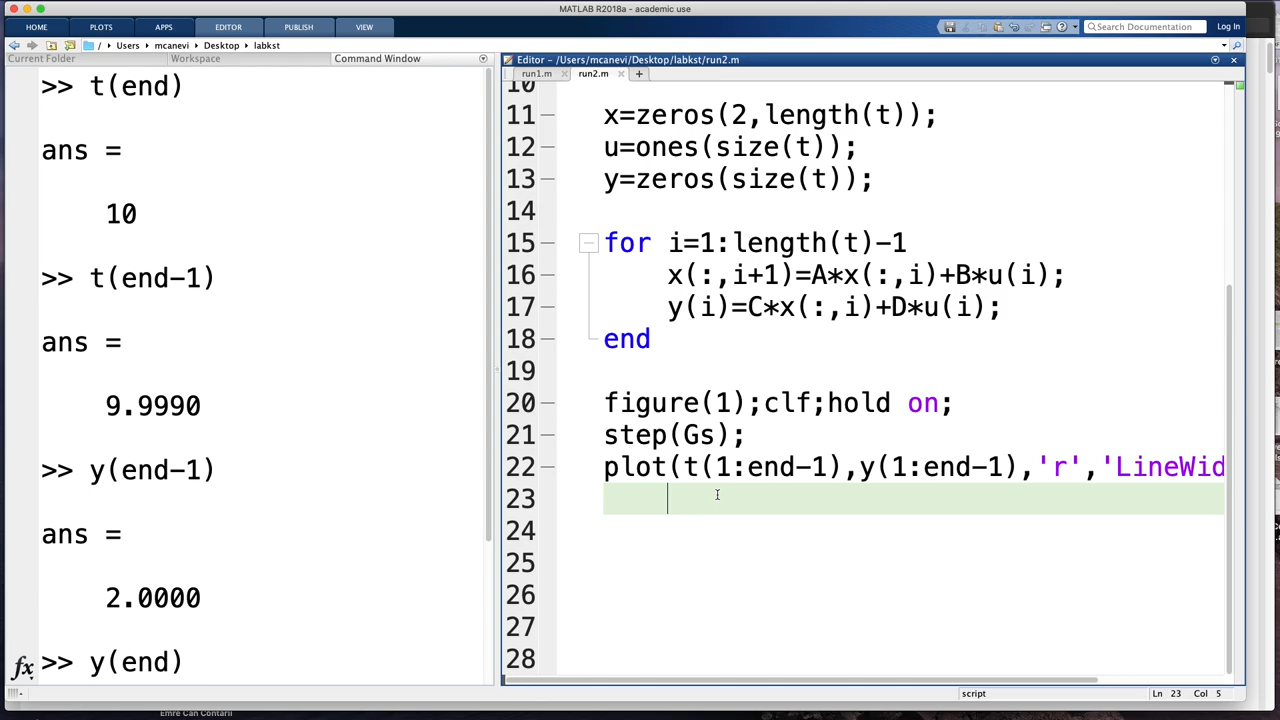 MATLAB R2018a - academic use
HOME PLOTS APPS EDITOR PUBLISH VIEW Search Documentation Log In
/ Users mcanevi Desktop labkst
Current Folder Workspace Command Window
>> t(end)
ans =
10
>> t(end-1)
ans =
9.9990
>> y(end-1)
ans =
2.0000
fx >> y(end)
Editor - /Users/mcanevi/Desktop/labkst/run2.m
run1.m run2.m
10
11 x=zeros(2,length(t));
12 u=ones(size(t));
13 y=zeros(size(t));
14
15 for i=1:length(t)-1
16 x(:,i+1)=A*x(:,i)+B*u(i);
17 y(i)=C*x(:,i)+D*u(i);
18 end
19
20 figure(1);clf;hold on;
21 step(Gs);
22 plot(t(1:end-1),y(1:end-1),'r','LineWid
23
24
25
26
27
28
script Ln 23 Col 5
Emre Can Contarli